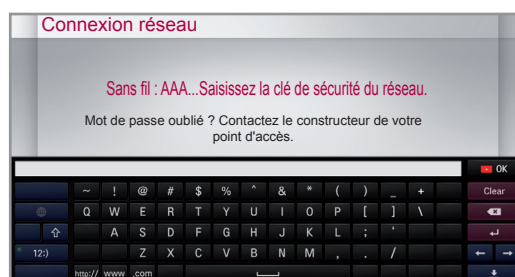 Connexion réseau
Sans fil : AAA...Saisissez la clé de sécurité du réseau.
Mot de passe oublié ? Contactez le constructeur de votre
point d'accès.
OK
~ ! @ # $ % ^ & * ( ) _ + Clear
Q W E R T Y U I O P [ ] \
A S D F G H J K L ; '
12:) Z X C V B N M , . /
http:// www .com